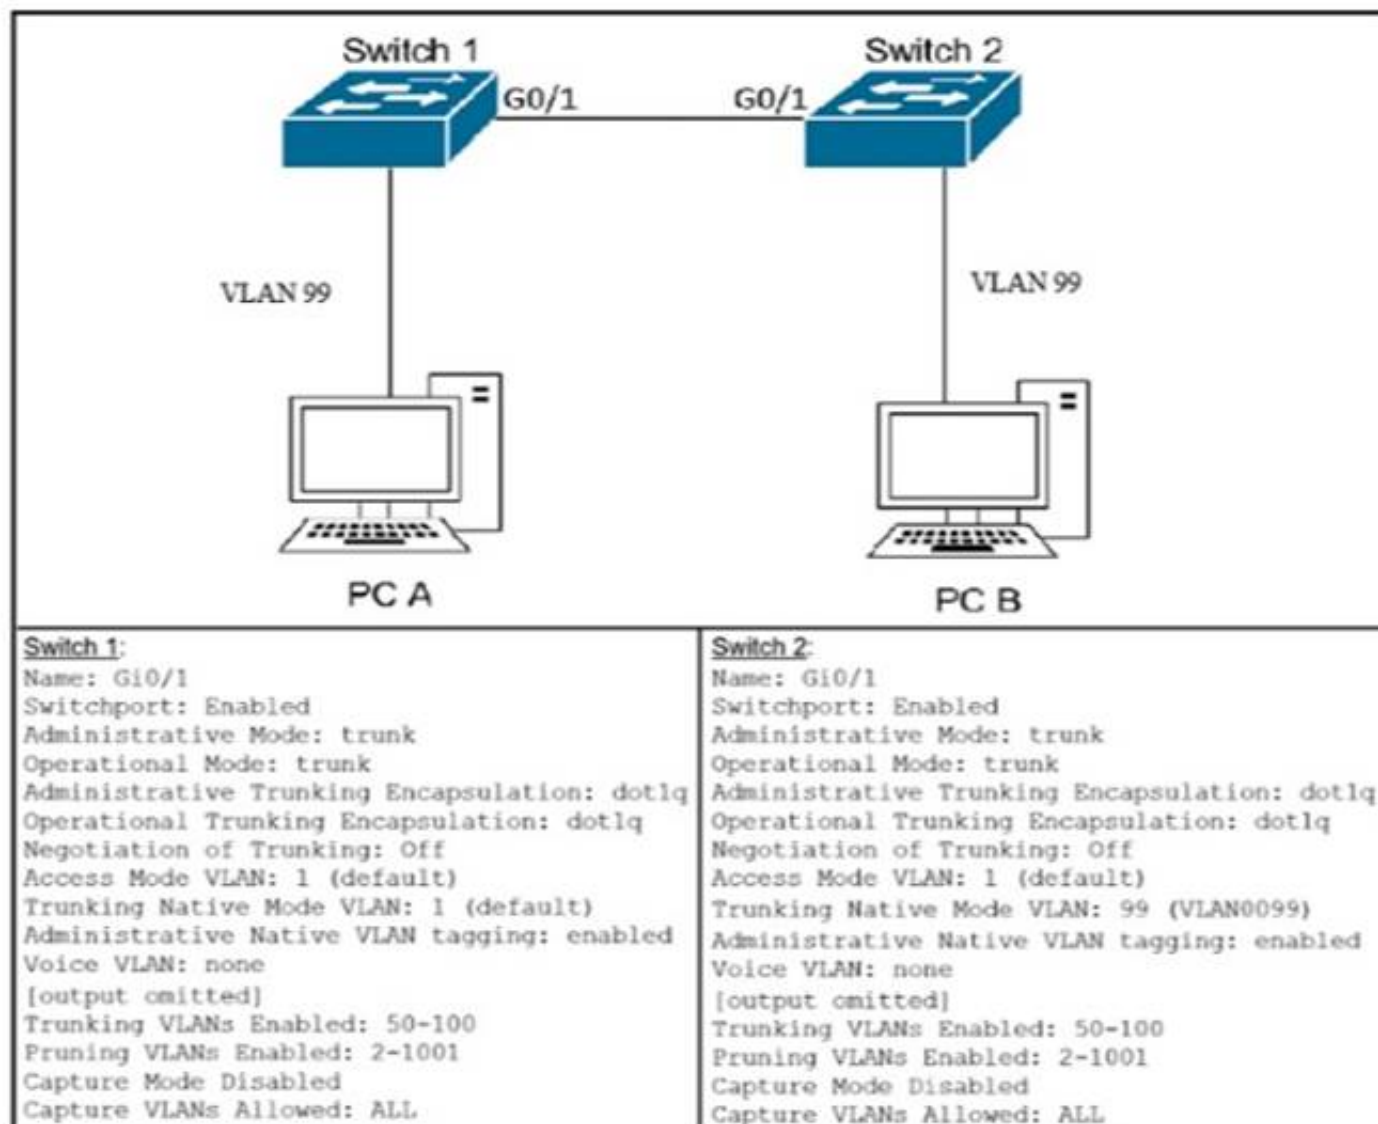 Switch 1
Switch 2
G0/1
G0/1
VLAN 99
VLAN 99
PC A
PC B
Switch 1:
Name: Gi0/1
Switchport: Enabled
Administrative Mode: trunk
Operational Mode: trunk
Administrative Trunking Encapsulation: dot1q
Operational Trunking Encapsulation: dot1q
Negotiation of Trunking: Off
Access Mode VLAN: 1 (default)
Trunking Native Mode VLAN: 1 (default)
Administrative Native VLAN tagging: enabled
Voice VLAN: none
[output omitted]
Trunking VLANs Enabled: 50-100
Pruning VLANs Enabled: 2-1001
Capture Mode Disabled
Capture VLANs Allowed: ALL
Switch 2:
Name: Gi0/1
Switchport: Enabled
Administrative Mode: trunk
Operational Mode: trunk
Administrative Trunking Encapsulation: dot1q
Operational Trunking Encapsulation: dot1q
Negotiation of Trunking: Off
Access Mode VLAN: 1 (default)
Trunking Native Mode VLAN: 99 (VLAN0099)
Administrative Native VLAN tagging: enabled
Voice VLAN: none
[output omitted]
Trunking VLANs Enabled: 50-100
Pruning VLANs Enabled: 2-1001
Capture Mode Disabled
Capture VLANs Allowed: ALL